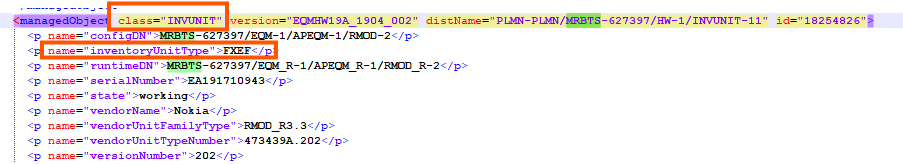 <managedObject class="INVUNIT" version="EQMHW19A_1904_002" distName="PLMN-PLMN/MRBTS-627397/HW-1/INVUNIT-11" id="18254826">
<p name="configDN">MRBTS-627397/EQM-1/APEQM-1/RMOD-2</p>
<p name="inventoryUnitType">FXEF</p>
<p name="runtimeDN">MRBTS-627397/EQM_R-1/APEQM_R-1/RMOD_R-2</p>
<p name="serialNumber">EA191710943</p>
<p name="state">working</p>
<p name="vendorName">Nokia</p>
<p name="vendorUnitFamilyType">RMOD_R3.3</p>
<p name="vendorUnitTypeNumber">473439A.202</p>
<p name="versionNumber">202</p>